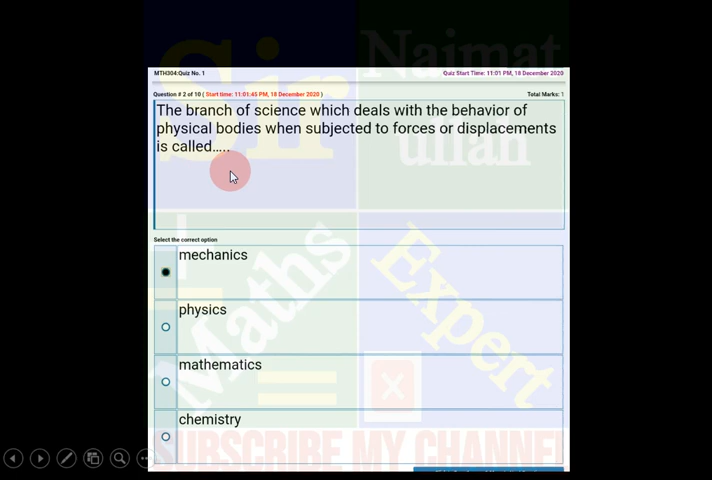 MTH304:Quiz No. 1
Quiz Start Time: 11:01 PM, 18 December 2020
Question # 2 of 10 ( Start time: 11:01:45 PM, 18 December 2020 )
Total Marks: 1
The branch of science which deals with the behavior of
physical bodies when subjected to forces or displacements
is called.....
Select the correct option
mechanics
physics
mathematics
chemistry
Sir
Naimat
ullah
Maths
Expert
SUBSCRIBE MY CHANNEL